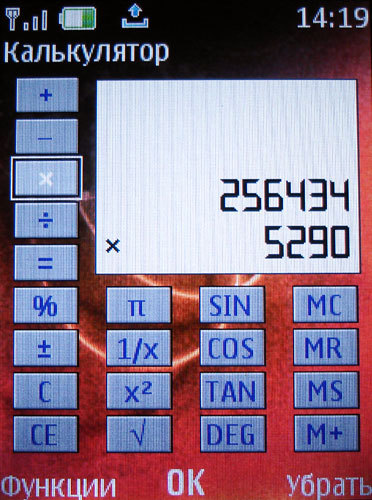 14:19
Калькулятор
+
−
×
÷
=
256434
× 5290
% π SIN MC
± 1/x COS MR
C x² TAN MS
CE √ DEG M+
Функции OK Убрать